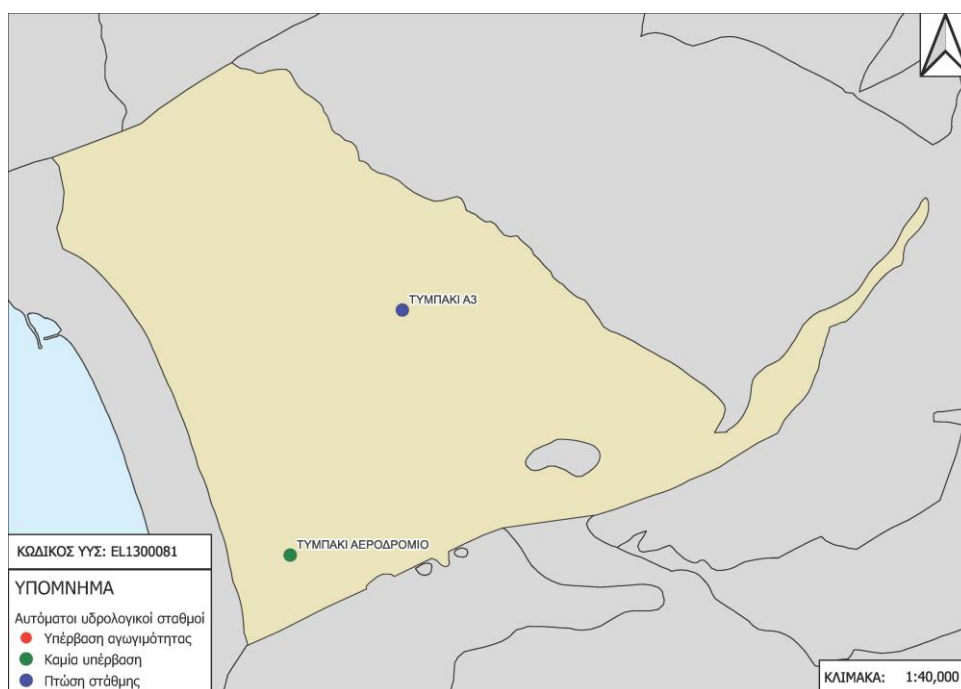 ΤΥΜΠΑΚΙ Α3
ΤΥΜΠΑΚΙ ΑΕΡΟΔΡΟΜΙΟ
ΚΩΔΙΚΟΣ ΥΥΣ: EL1300081
ΥΠΟΜΝΗΜΑ
Αυτόματοι υδρολογικοί σταθμοί
Υπέρβαση αγωγιμότητας
Καμία υπέρβαση
Πτώση στάθμης
ΚΛΙΜΑΚΑ: 1:40,000